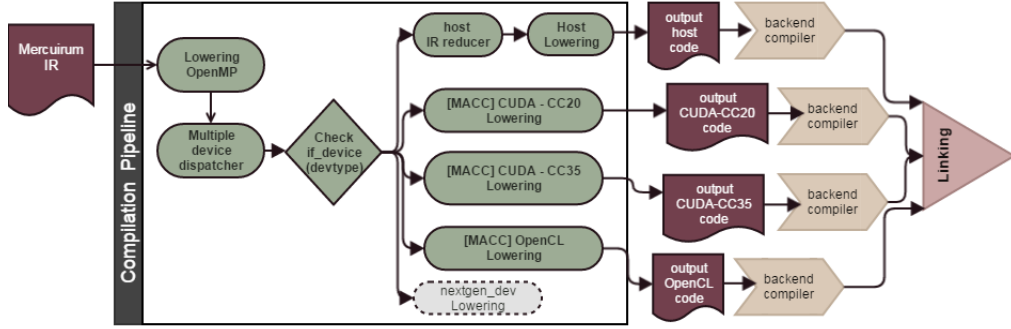 Mercuirum
IR
Compilation Pipeline
Lowering
OpenMP
Multiple
device
dispatcher
Check
if_device
(devtype)
host
IR reducer
Host
Lowering
[MACC] CUDA - CC20
Lowering
[MACC] CUDA - CC35
Lowering
[MACC] OpenCL
Lowering
nextgen_dev
Lowering
output
host
code
backend
compiler
output
CUDA-CC20
code
backend
compiler
output
CUDA-CC35
code
backend
compiler
output
OpenCL
code
backend
compiler
Linking